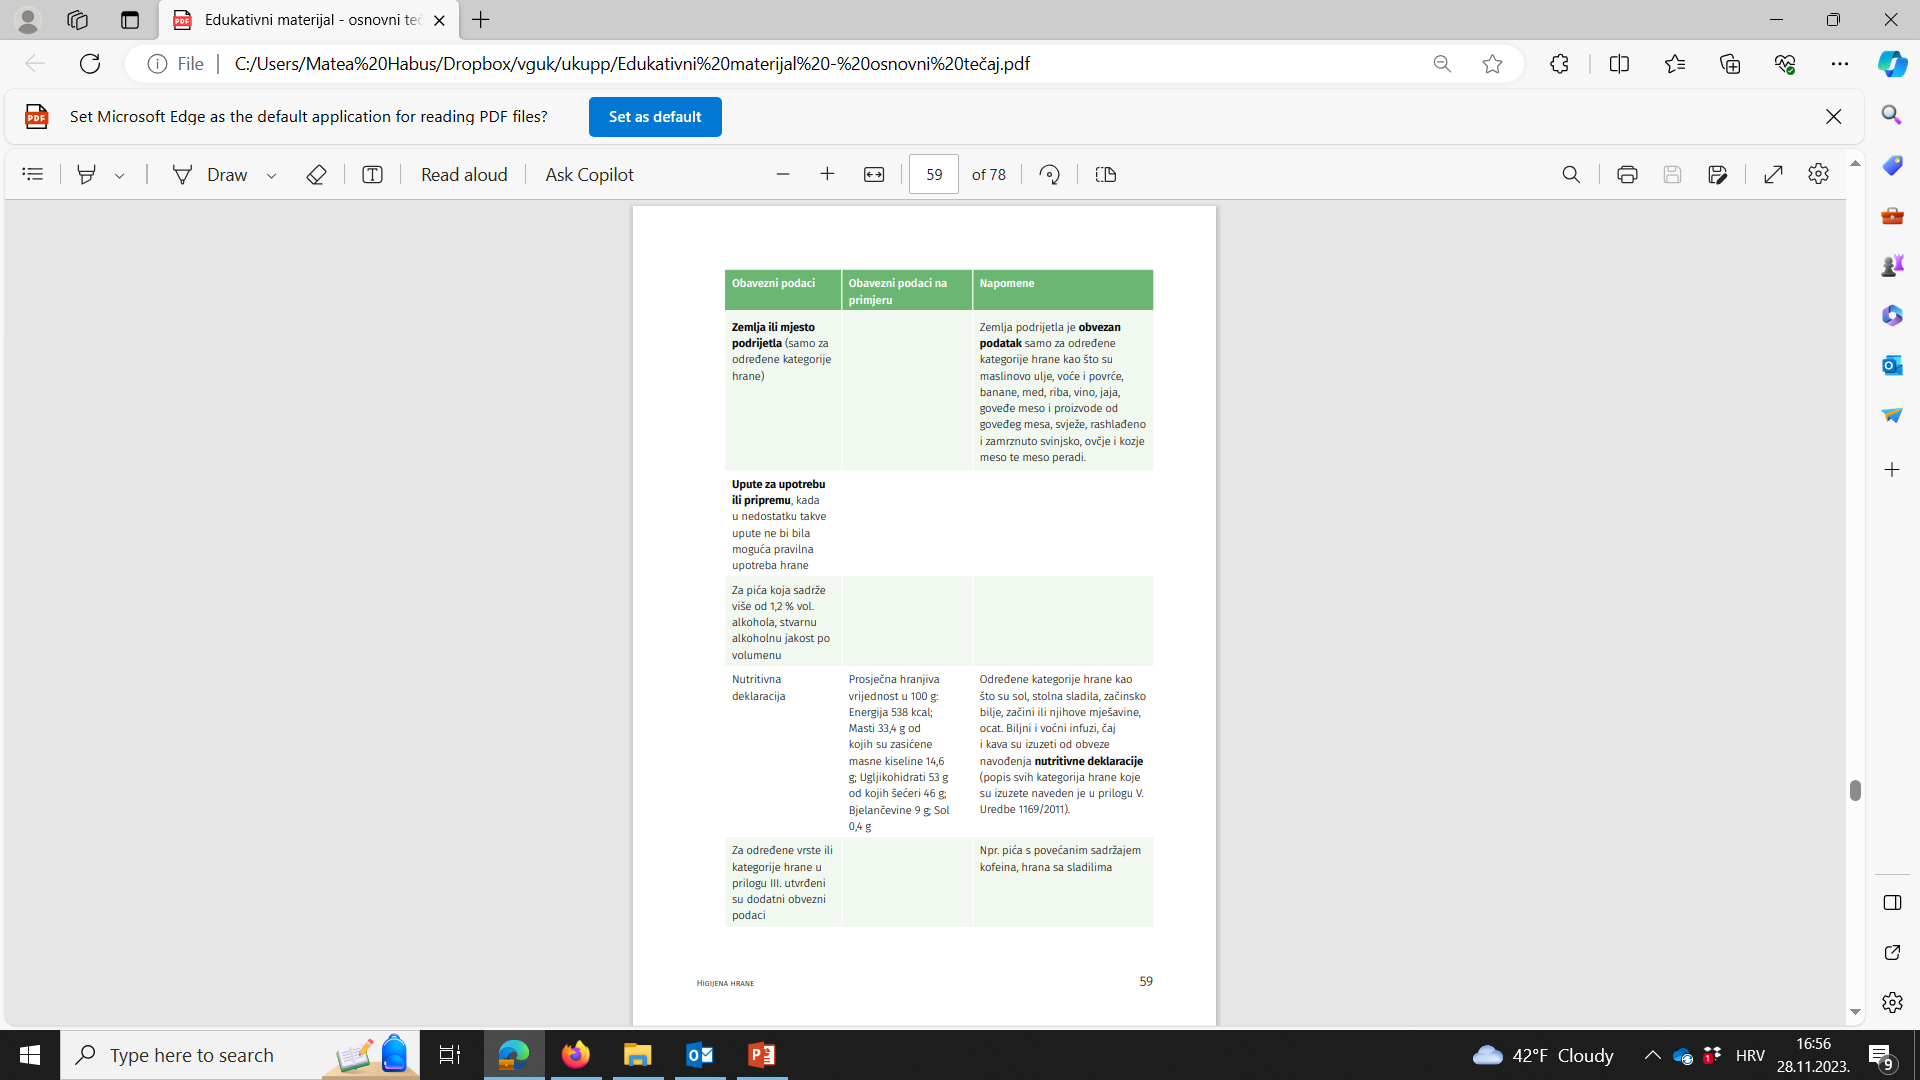 Edukativni materijal - osnovni teč
File
C:/Users/Matea%20Habus/Dropbox/vguk/ukupp/Edukativni%20materijal%20-%20osnovni%20tečaj.pdf
Set Microsoft Edge as the default application for reading PDF files?
Set as default
Draw
Read aloud
Ask Copilot
59
of 78
Obavezni podaci
Obavezni podaci na
primjeru
Napomene
Zemlja ili mjesto
podrijetla (samo za
određene kategorije
hrane)
Zemlja podrijetla je obvezan
podatak samo za određene
kategorije hrane kao što su
maslinovo ulje, voće i povrće,
banane, med, riba, vino, jaja,
goveđe meso i proizvode od
goveđeg mesa, svježe, rashlađeno
i zamrznuto svinjsko, ovčje i kozje
meso te meso peradi.
Upute za upotrebu
ili pripremu, kada
u nedostatku takve
upute ne bi bila
moguća pravilna
upotreba hrane
Za pića koja sadrže
više od 1,2 % vol.
alkohola, stvarnu
alkoholnu jakost po
volumenu
Nutritivna
deklaracija
Prosječna hranjiva
vrijednost u 100 g:
Energija 538 kcal;
Masti 33,4 g od
kojih su zasićene
masne kiseline 14,6
g; Ugljikohidrati 53 g
od kojih šećeri 46 g;
Bjelančevine 9 g; Sol
0,4 g
Određene kategorije hrane kao
što su sol, stolna sladila, začinsko
bilje, začini ili njihove mješavine,
ocat. Biljni i voćni infuzi, čaj
i kava su izuzeti od obveze
navođenja nutritivne deklaracije
(popis svih kategorija hrane koje
su izuzete naveden je u prilogu V.
Uredbe 1169/2011).
Za određene vrste ili
kategorije hrane u
prilogu III. utvrđeni
su dodatni obvezni
podaci
Npr. pića s povećanim sadržajem
kofeina, hrana sa sladilima
Higijena hrane
59
Type here to search
42°F Cloudy
HRV
16:56
28.11.2023.
9